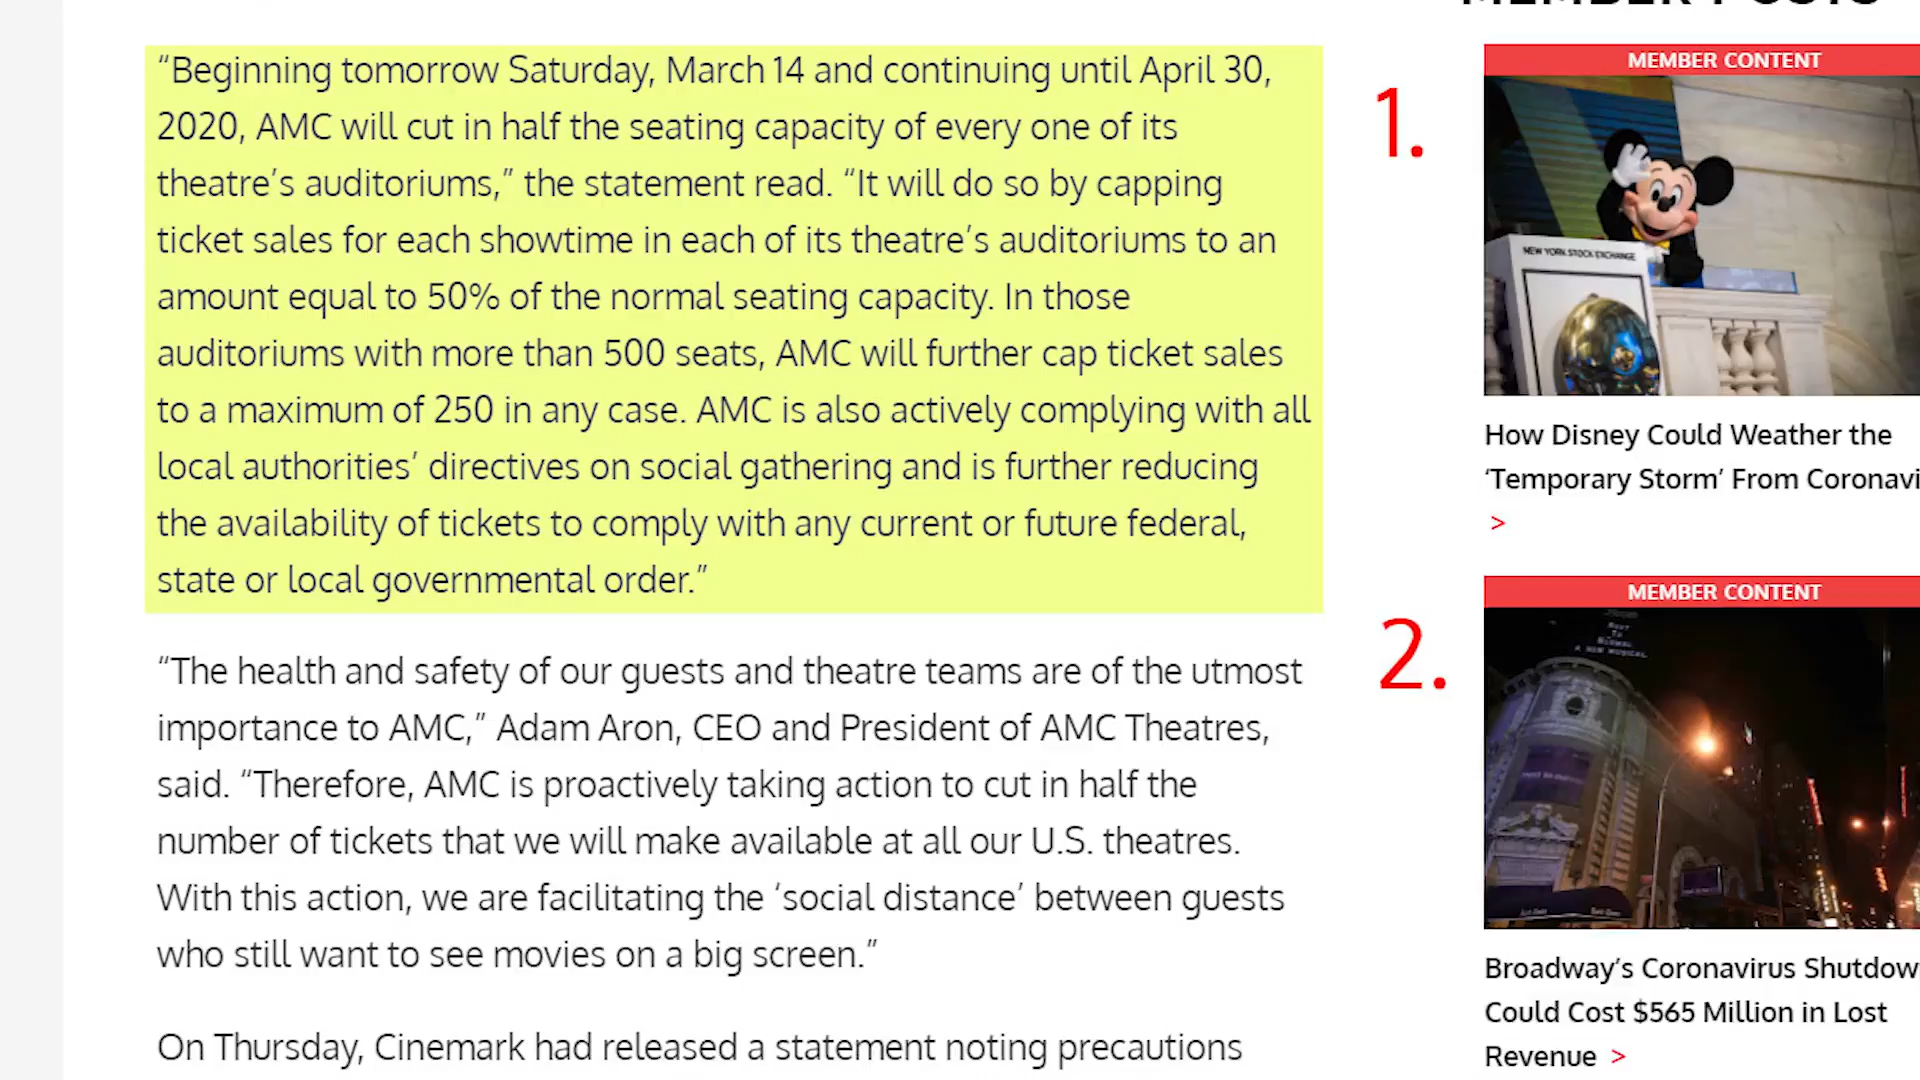 “Beginning tomorrow Saturday, March 14 and continuing until April 30,
2020, AMC will cut in half the seating capacity of every one of its
theatre’s auditoriums,” the statement read. “It will do so by capping
ticket sales for each showtime in each of its theatre’s auditoriums to an
amount equal to 50% of the normal seating capacity. In those
auditoriums with more than 500 seats, AMC will further cap ticket sales
to a maximum of 250 in any case. AMC is also actively complying with all
local authorities’ directives on social gathering and is further reducing
the availability of tickets to comply with any current or future federal,
state or local governmental order.”
“The health and safety of our guests and theatre teams are of the utmost
importance to AMC,” Adam Aron, CEO and President of AMC Theatres,
said. “Therefore, AMC is proactively taking action to cut in half the
number of tickets that we will make available at all our U.S. theatres.
With this action, we are facilitating the ‘social distance’ between guests
who still want to see movies on a big screen.”
On Thursday, Cinemark had released a statement noting precautions
1.
MEMBER CONTENT
NEW YORK STOCK EXCHANGE
How Disney Could Weather the
‘Temporary Storm’ From Coronavi
>
2.
MEMBER CONTENT
NEXT
TO
NORMAL
A NEW MUSICAL
Broadway’s Coronavirus Shutdow
Could Cost $565 Million in Lost
Revenue >